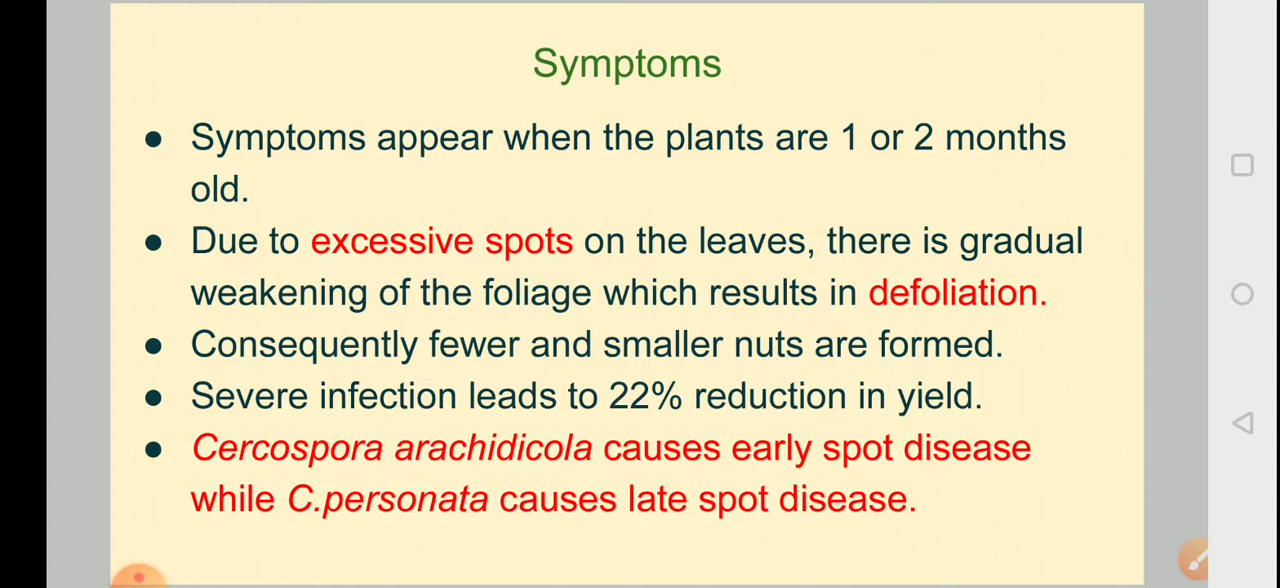 Symptoms
● Symptoms appear when the plants are 1 or 2 months
old.
● Due to excessive spots on the leaves, there is gradual
weakening of the foliage which results in defoliation.
● Consequently fewer and smaller nuts are formed.
● Severe infection leads to 22% reduction in yield.
● Cercospora arachidicola causes early spot disease
while C.personata causes late spot disease.